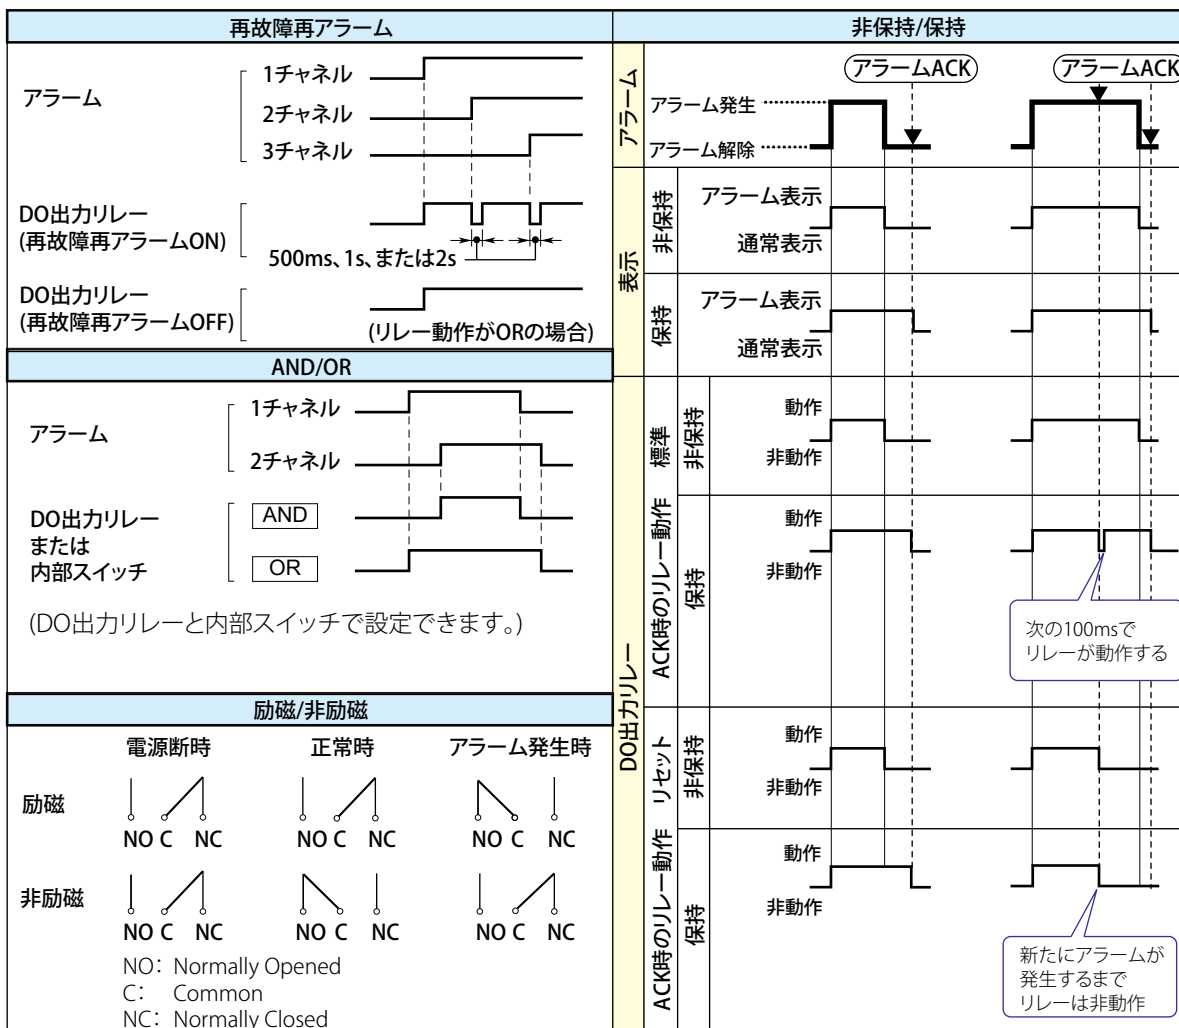 再故障再アラーム
アラーム
1チャネル
2チャネル
3チャネル
DO出力リレー
(再故障再アラームON)
500ms、1s、または2s
DO出力リレー
(再故障再アラームOFF)
(リレー動作がORの場合)
AND/OR
アラーム
1チャネル
2チャネル
DO出力リレー
または
内部スイッチ
AND
OR
(DO出力リレーと内部スイッチで設定できます。)
励磁/非励磁
電源断時 正常時 アラーム発生時
励磁
NO C NC NO C NC NO C NC
非励磁
NO C NC NO C NC NO C NC
NO: Normally Opened
C: Common
NC: Normally Closed
非保持/保持
アラーム
アラームACK アラームACK
アラーム発生
アラーム解除
表示
非保持
アラーム表示
通常表示
保持
アラーム表示
通常表示
DO出力リレー
ACK時のリレー動作 標準
非保持
動作
非動作
保持
動作
非動作
次の100msで
リレーが動作する
ACK時のリレー動作 リセット
非保持
動作
非動作
保持
動作
非動作
新たにアラームが
発生するまで
リレーは非動作